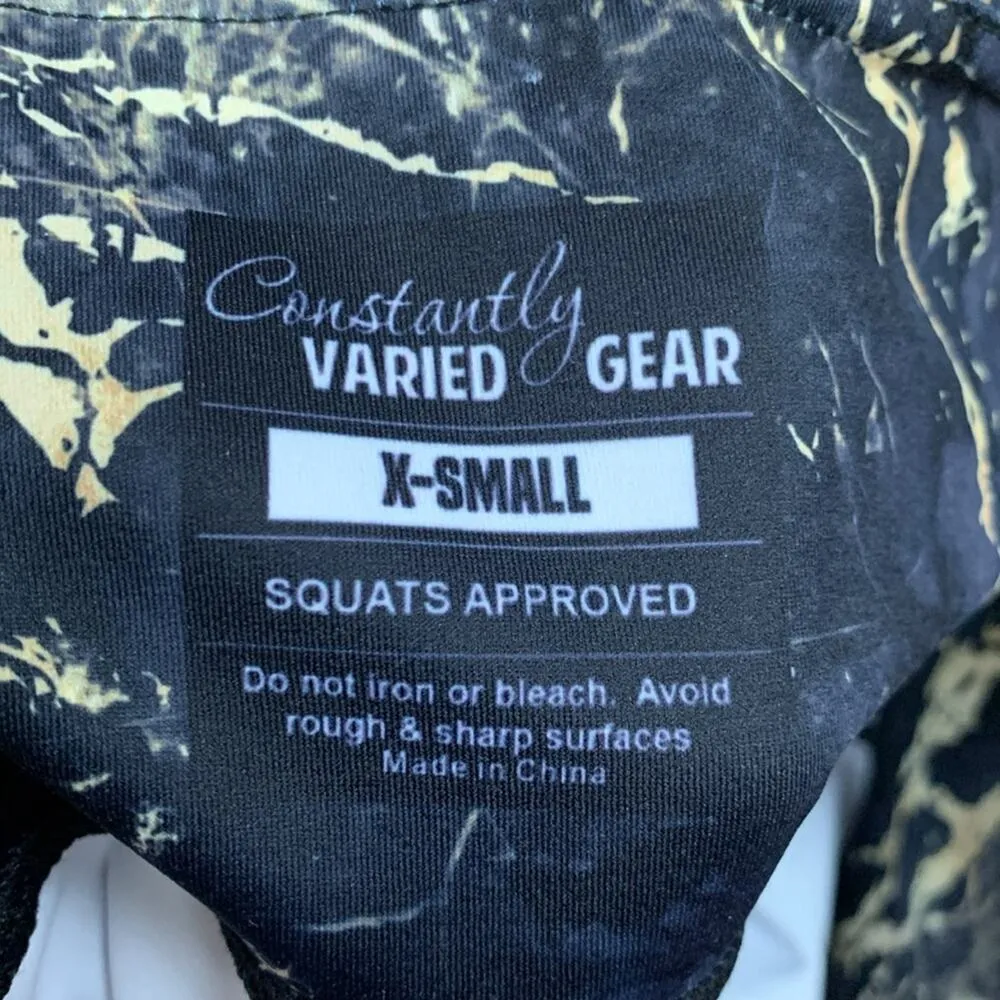 Constantly
VARIED GEAR
X-SMALL
SQUATS APPROVED
Do not iron or bleach. Avoid
rough & sharp surfaces
Made in China